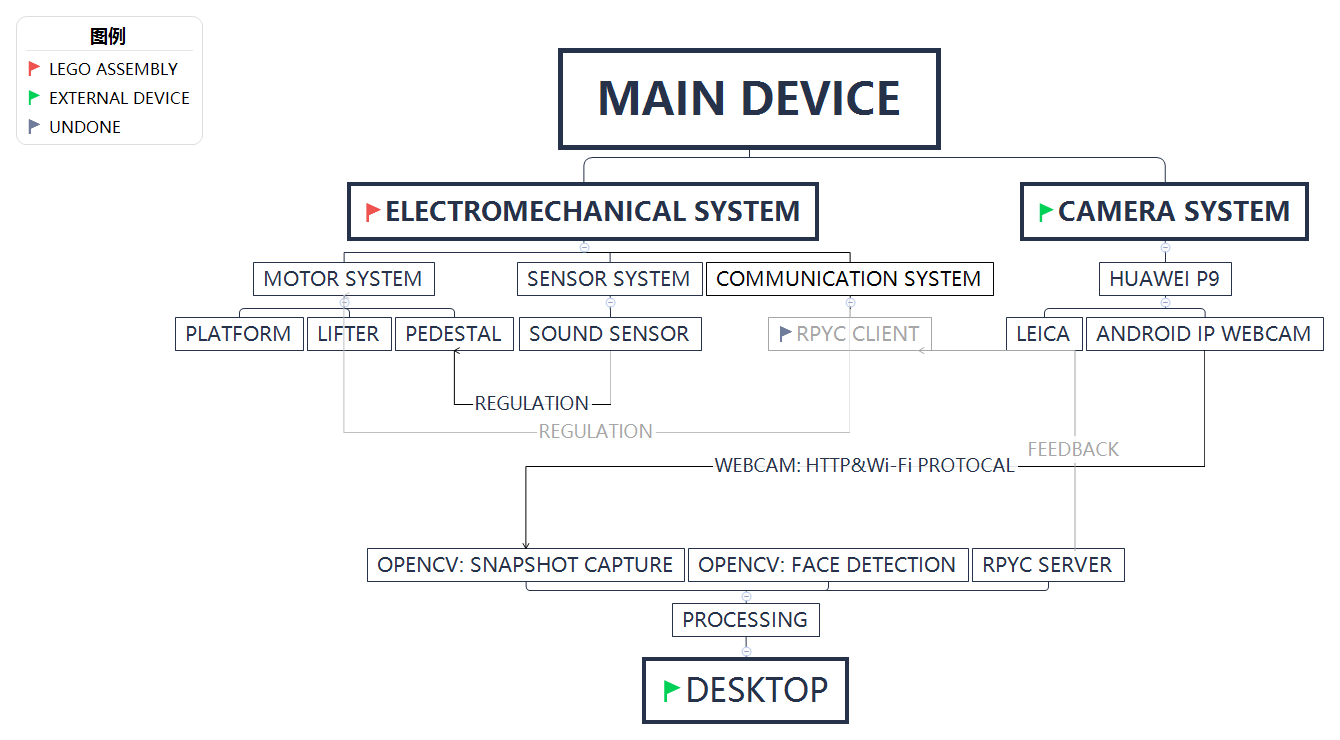 图例
LEGO ASSEMBLY
EXTERNAL DEVICE
UNDONE
MAIN DEVICE
ELECTROMECHANICAL SYSTEM
CAMERA SYSTEM
MOTOR SYSTEM
SENSOR SYSTEM
COMMUNICATION SYSTEM
HUAWEI P9
PLATFORM
LIFTER
PEDESTAL
SOUND SENSOR
RPYC CLIENT
LEICA
ANDROID IP WEBCAM
REGULATION
REGULATION
FEEDBACK
WEBCAM: HTTP&Wi-Fi PROTOCAL
OPENCV: SNAPSHOT CAPTURE
OPENCV: FACE DETECTION
RPYC SERVER
PROCESSING
DESKTOP